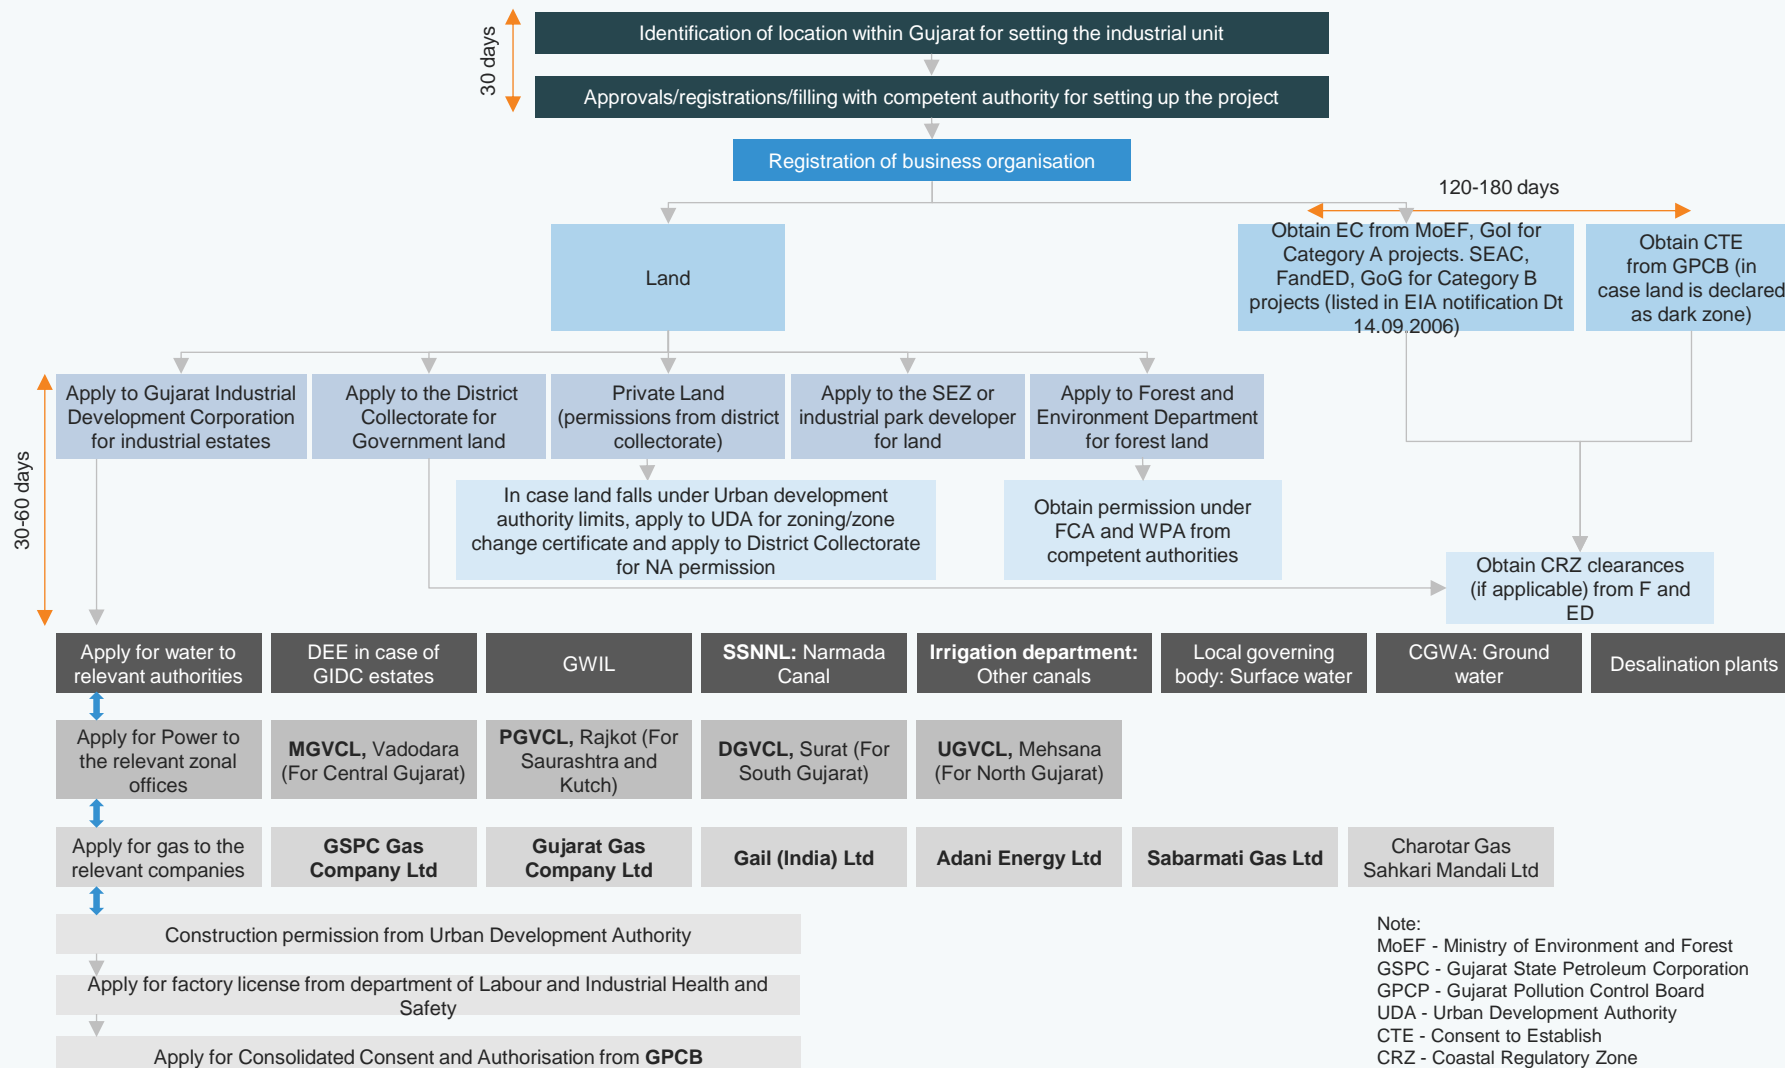 30 days
Identification of location within Gujarat for setting the industrial unit
Approvals/registrations/filling with competent authority for setting up the project
Registration of business organisation
120-180 days
Land
Obtain EC from MoEF, GoI for
Category A projects. SEAC,
FandED, GoG for Category B
projects (listed in EIA notification Dt
14.09.2006)
Obtain CTE
from GPCB (in
case land is declared
as dark zone)
30-60 days
Apply to Gujarat Industrial
Development Corporation
for industrial estates
Apply to the District
Collectorate for
Government land
Private Land
(permissions from district
collectorate)
Apply to the SEZ or
industrial park developer
for land
Apply to Forest and
Environment Department
for forest land
In case land falls under Urban development
authority limits, apply to UDA for zoning/zone
change certificate and apply to District Collectorate
for NA permission
Obtain permission under
FCA and WPA from
competent authorities
Obtain CRZ clearances
(if applicable) from F and
ED
Apply for water to
relevant authorities
DEE in case of
GIDC estates
GWIL
SSNNL: Narmada
Canal
Irrigation department:
Other canals
Local governing
body: Surface water
CGWA: Ground
water
Desalination plants
Apply for Power to
the relevant zonal
offices
MGVCL, Vadodara
(For Central Gujarat)
PGVCL, Rajkot (For
Saurashtra and
Kutch)
DGVCL, Surat (For
South Gujarat)
UGVCL, Mehsana
(For North Gujarat)
Apply for gas to the
relevant companies
GSPC Gas
Company Ltd
Gujarat Gas
Company Ltd
Gail (India) Ltd
Adani Energy Ltd
Sabarmati Gas Ltd
Charotar Gas
Sahkari Mandali Ltd
Construction permission from Urban Development Authority
Apply for factory license from department of Labour and Industrial Health and
Safety
Apply for Consolidated Consent and Authorisation from GPCB
Note:
MoEF - Ministry of Environment and Forest
GSPC - Gujarat State Petroleum Corporation
GPCP - Gujarat Pollution Control Board
UDA - Urban Development Authority
CTE - Consent to Establish
CRZ - Coastal Regulatory Zone